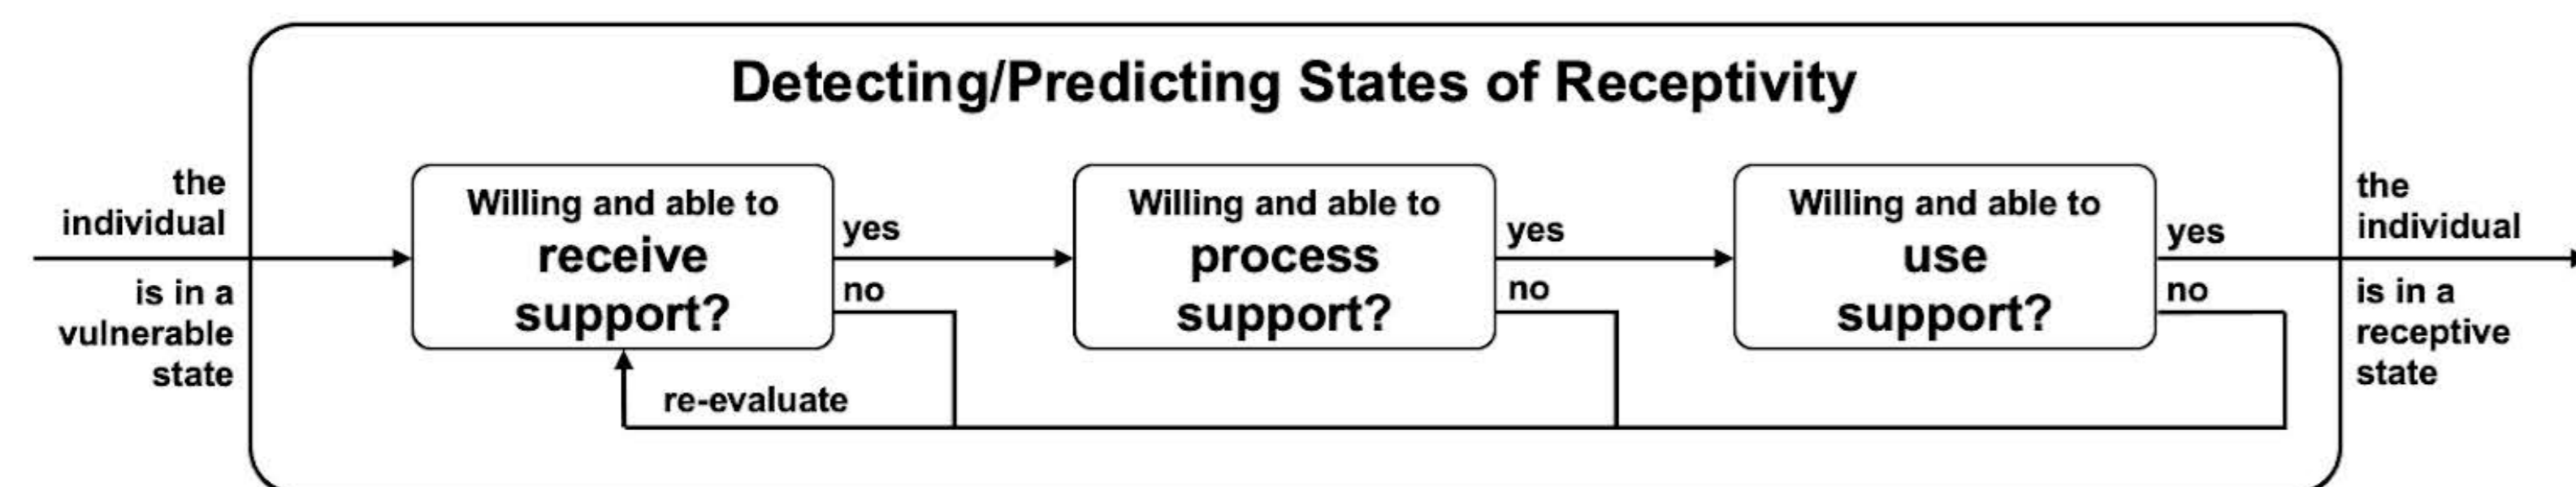 Detecting/Predicting States of Receptivity
the
individual
is in a
vulnerable
state
Willing and able to
receive
support?
yes
no
re-evaluate
Willing and able to
process
support?
yes
no
Willing and able to
use
support?
yes
no
the
individual
is in a
receptive
state